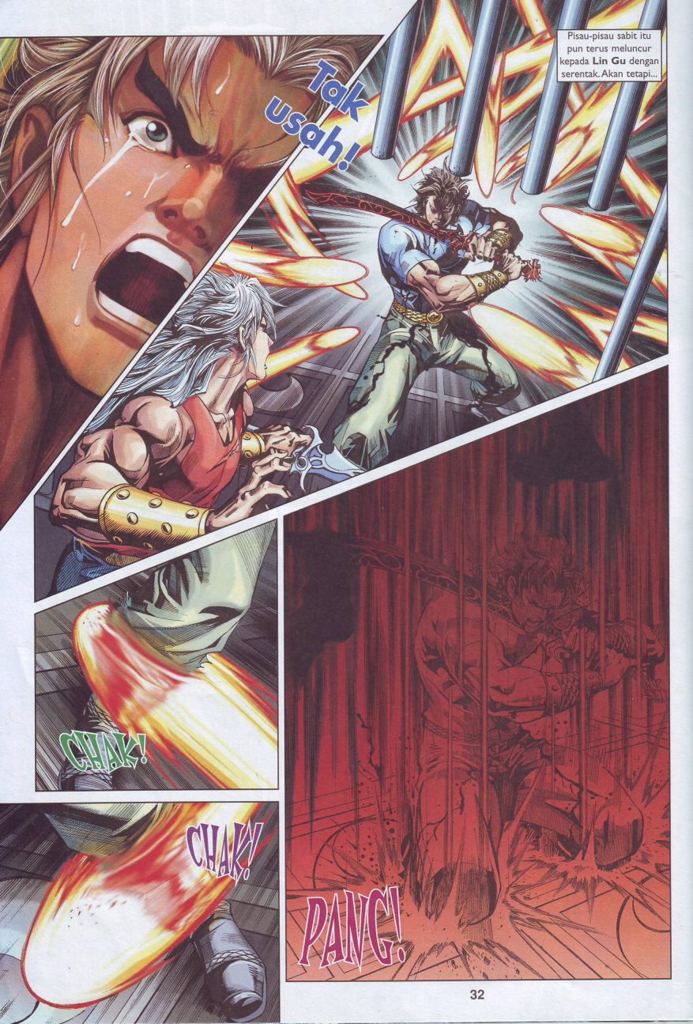 Pisau-pisau sabit itu
pun terus meluncur
kepada Lin Gu dengan
serentak. Akan tetapi...
Tak
usah!
CHAK!
CHAK!
PANG!
32